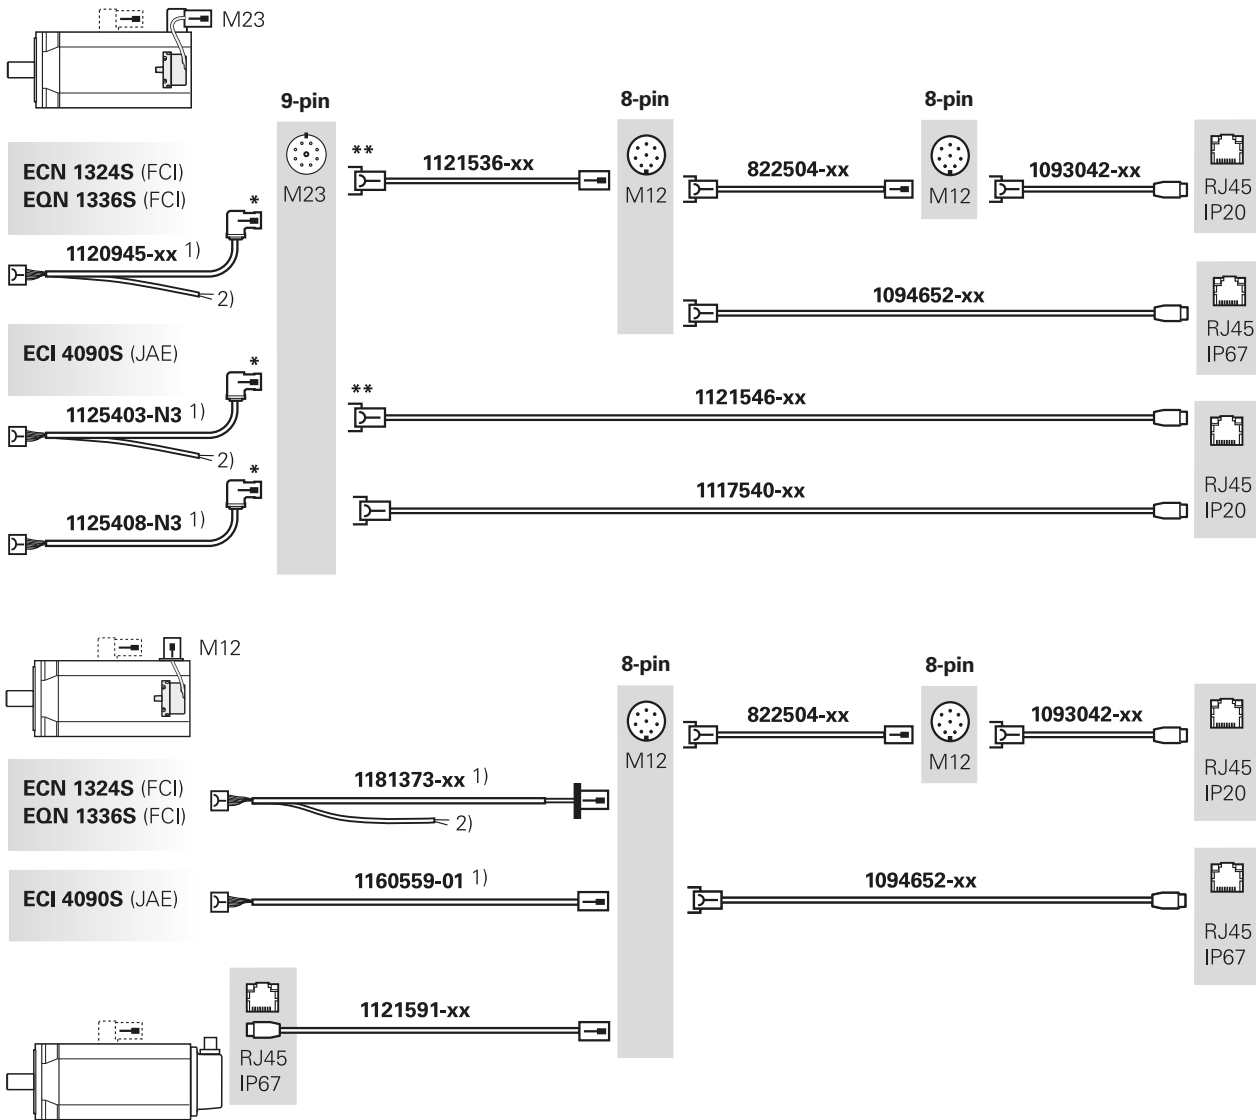 M23
9-pin
8-pin
8-pin
ECN 1324S (FCI)
EQN 1336S (FCI)
*
1120945-xx 1)
2)
M23
**
1121536-xx
M12
822504-xx
M12
1093042-xx
RJ45
IP20
1094652-xx
RJ45
IP67
ECI 4090S (JAE)
*
1125403-N3 1)
2)
*
1125408-N3 1)
**
1121546-xx
1117540-xx
RJ45
IP20
M12
8-pin
8-pin
822504-xx
1093042-xx
M12
M12
RJ45
IP20
ECN 1324S (FCI)
EQN 1336S (FCI)
1181373-xx 1)
2)
ECI 4090S (JAE)
1160559-01 1)
1094652-xx
RJ45
IP67
1121591-xx
RJ45
IP67